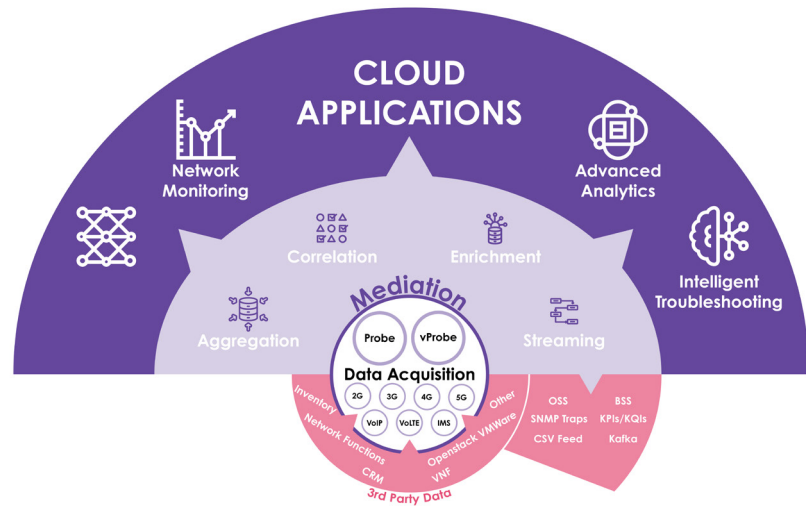 CLOUD
APPLICATIONS
Network
Monitoring
Advanced
Analytics
Correlation
Enrichment
Intelligent
Troubleshooting
Mediation
Aggregation
Streaming
Probe
vProbe
Data Acquisition
2G
3G
4G
5G
VoIP
VoLTE
IMS
Inventory
Network Functions
CRM
VNF
Openstack VMWare
Other
3rd Party Data
OSS
BSS
SNMP Traps
KPIs/KQIs
CSV Feed
Kafka